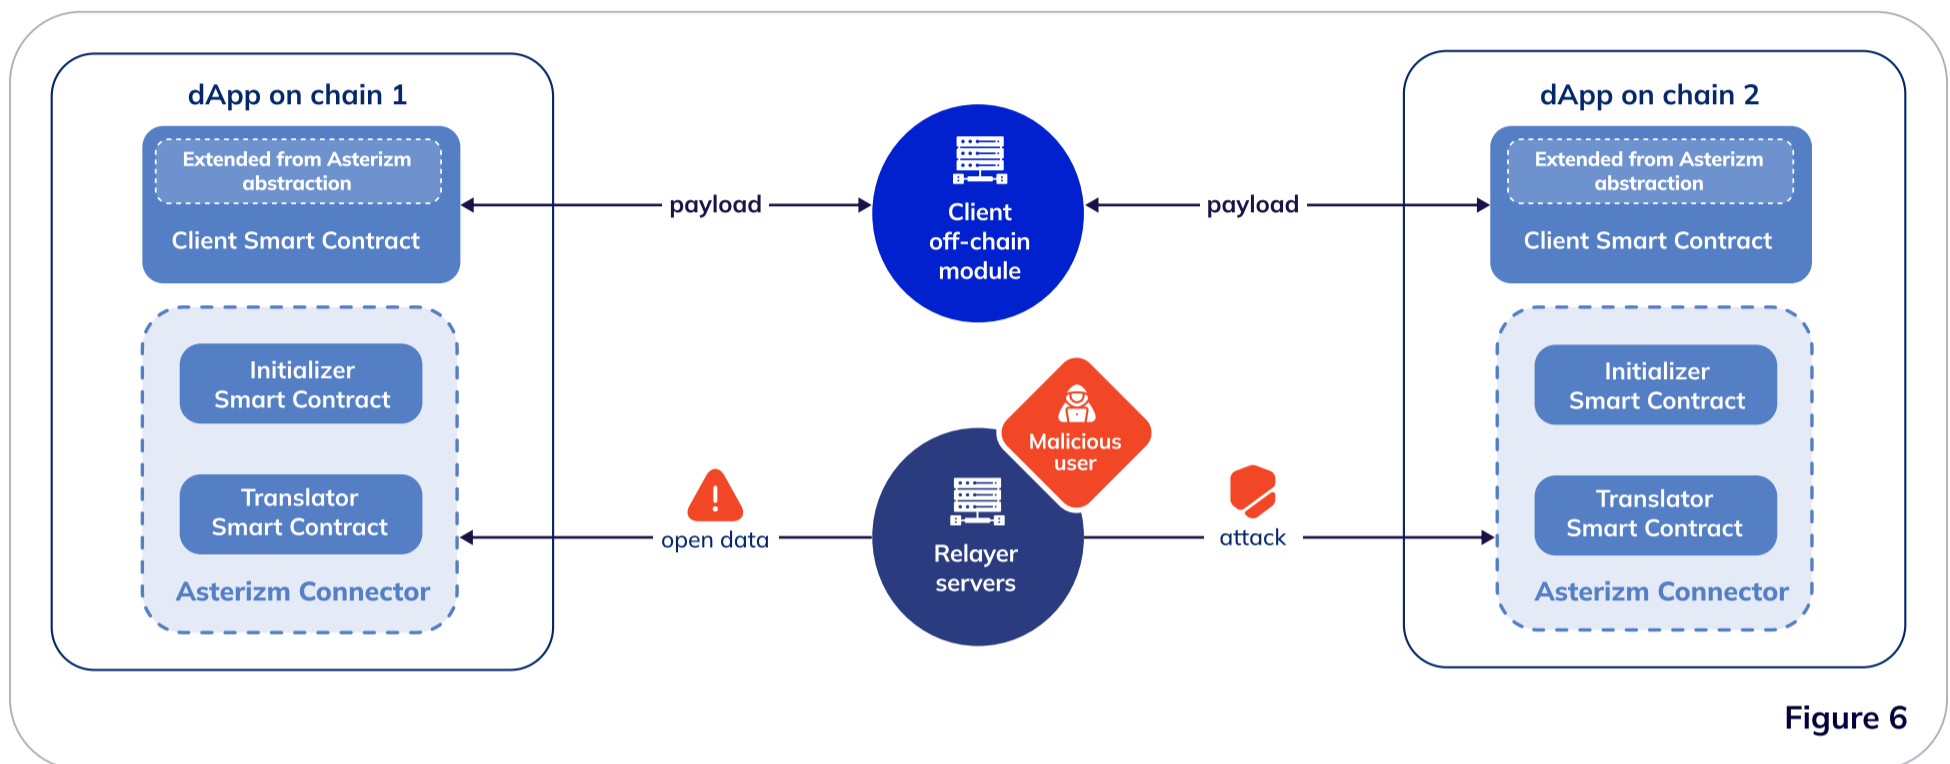 dApp on chain 1
Extended from Asterizm
abstraction
Client Smart Contract
Initializer
Smart Contract
Translator
Smart Contract
Asterizm Connector
payload
Client
off-chain
module
payload
Malicious
user
open data
Relayer
servers
attack
dApp on chain 2
Extended from Asterizm
abstraction
Client Smart Contract
Initializer
Smart Contract
Translator
Smart Contract
Asterizm Connector
Figure 6